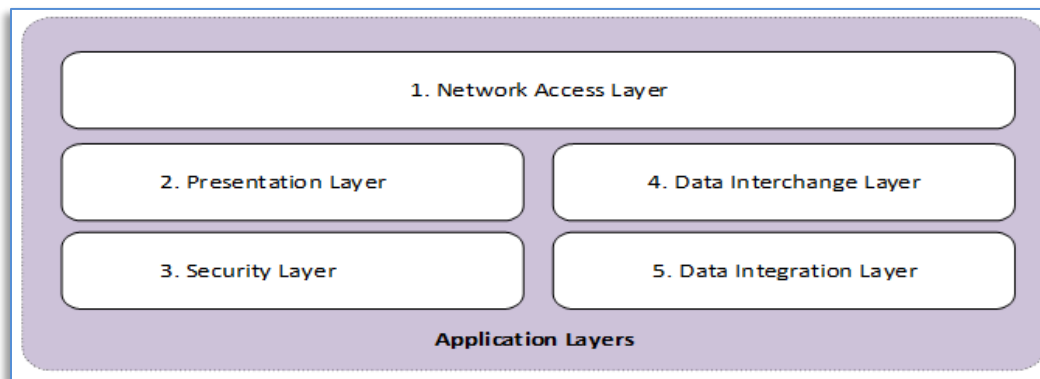 1. Network Access Layer
2. Presentation Layer
4. Data Interchange Layer
3. Security Layer
5. Data Integration Layer
Application Layers